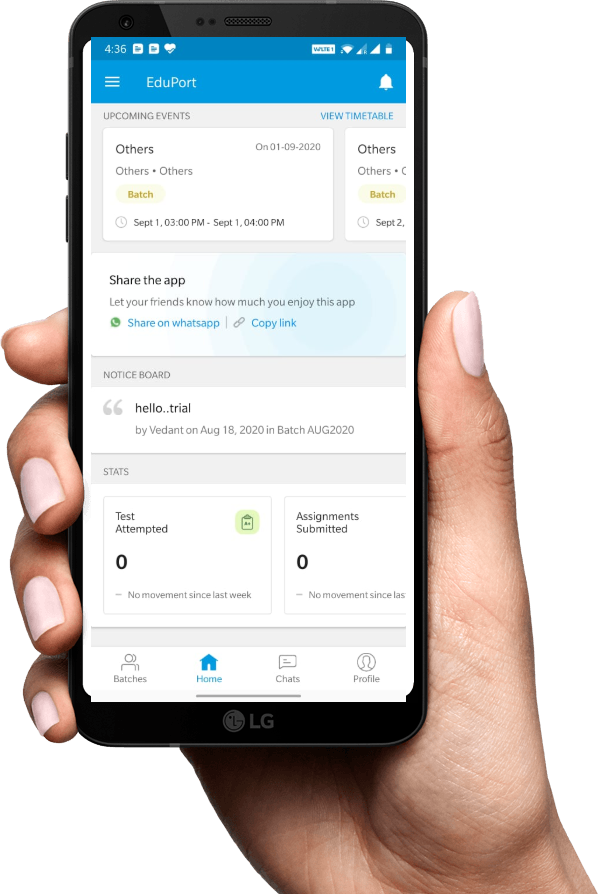 4:36
VoLTE 1
EduPort
UPCOMING EVENTS
VIEW TIMETABLE
Others
On 01-09-2020
Others • Others
Batch
Sept 1, 03:00 PM - Sept 1, 04:00 PM
Others
Others •
Batch
Sept 2,
Share the app
Let your friends know how much you enjoy this app
Share on whatsapp | Copy link
NOTICE BOARD
hello..trial
by Vedant on Aug 18, 2020 in Batch AUG2020
STATS
Test
Attempted
A+
0
No movement since last week
Assignments
Submitted
0
No movement since las
Batches
Home
Chats
Profile
LG